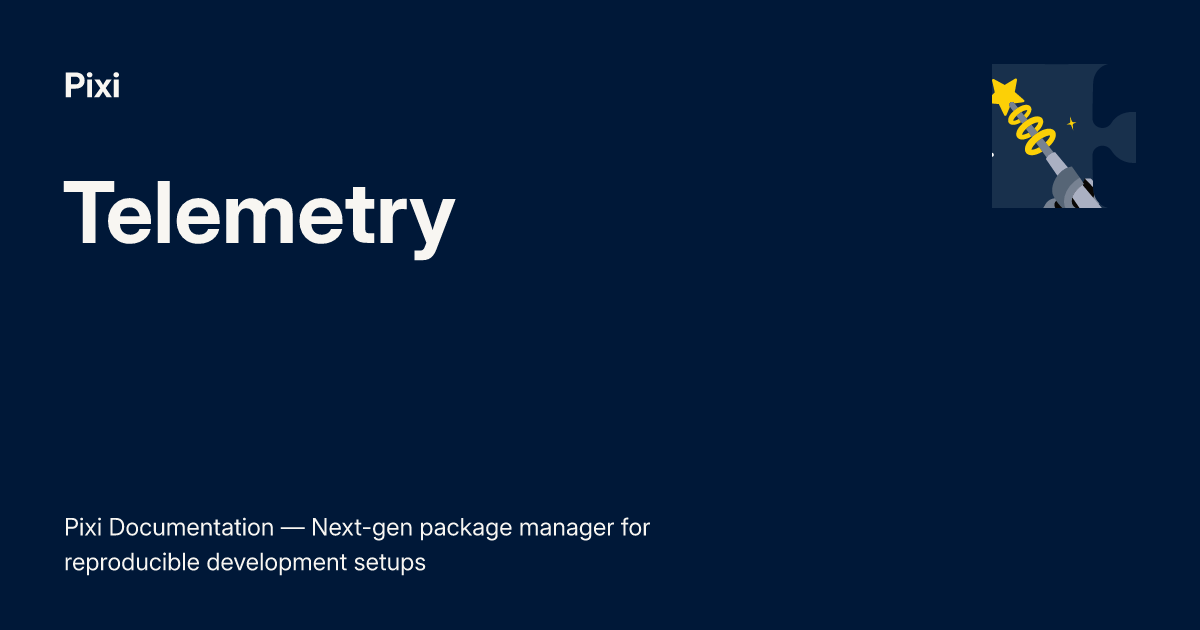 Pixi
Telemetry
Pixi Documentation — Next-gen package manager for
reproducible development setups